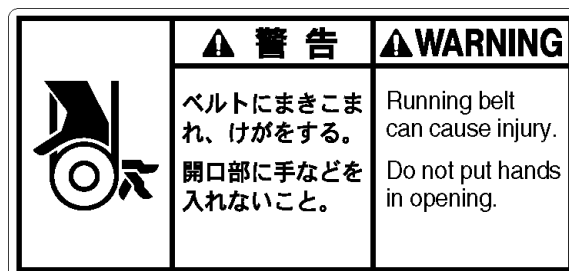 警告
ベルトにまきこま
れ、けがをする。
開口部に手などを
入れないこと。
WARNING
Running belt
can cause injury.
Do not put hands
in opening.